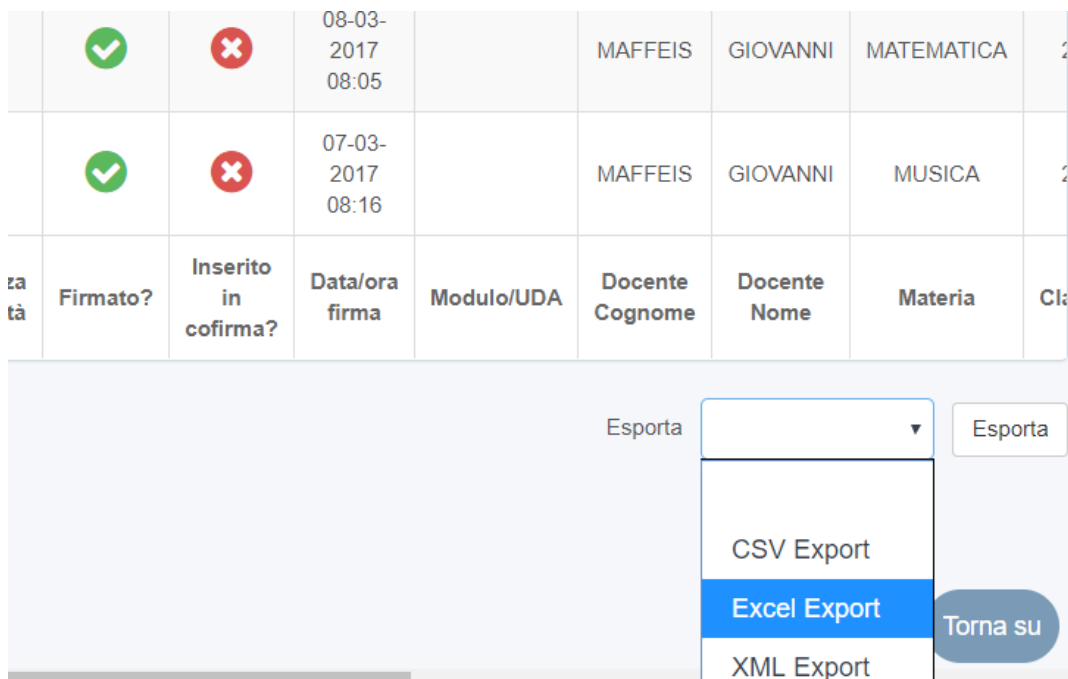 08-03-
2017
08:05
MAFFEIS
GIOVANNI
MATEMATICA
07-03-
2017
08:16
MAFFEIS
GIOVANNI
MUSICA
Firmato?
Inserito
in
cofirma?
Data/ora
firma
Modulo/UDA
Docente
Cognome
Docente
Nome
Materia
Esporta
Esporta
CSV Export
Excel Export
Torna su
XML Export